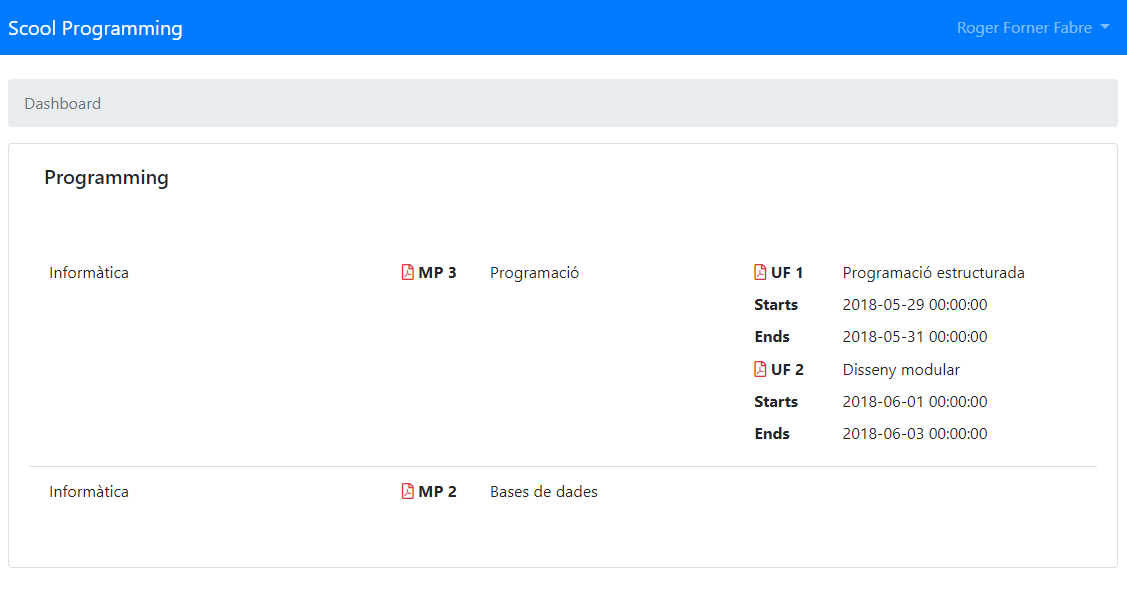 Scool Programming Roger Forner Fabre
Dashboard
Programming
Informàtica MP 3 Programació UF 1 Programació estructurada
Starts 2018-05-29 00:00:00
Ends 2018-05-31 00:00:00
UF 2 Disseny modular
Starts 2018-06-01 00:00:00
Ends 2018-06-03 00:00:00
Informàtica MP 2 Bases de dades